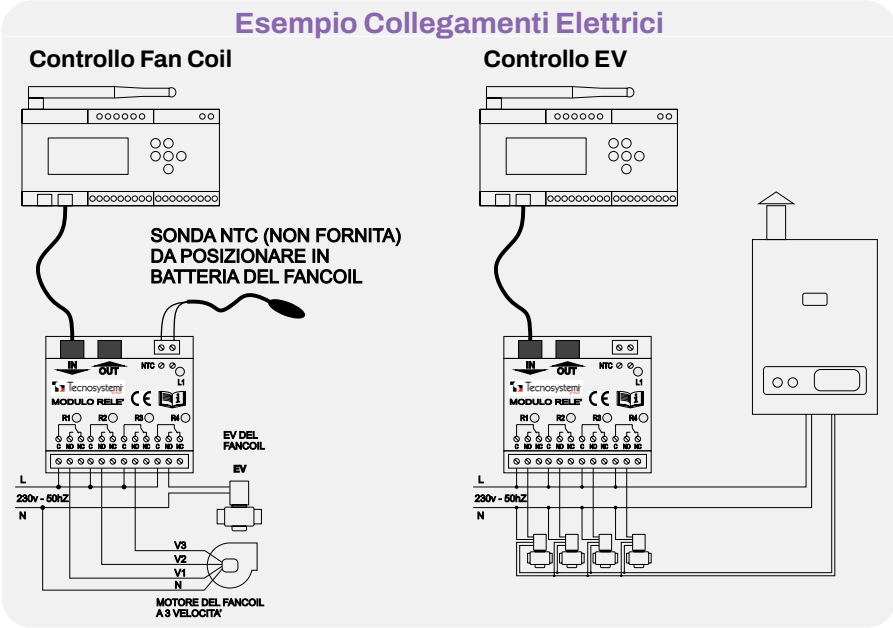 Esempio Collegamenti Elettrici
Controllo Fan Coil
SONDA NTC (NON FORNITA)
DA POSIZIONARE IN
BATTERIA DEL FANCOIL
IN
OUT
NTC
L1
Tecnosystemi
MODULO RELE' CE i
R1 R2 R3 R4
C NO NC C NO NC C NO NC C NO NC
EV DEL
FANCOIL
EV
L
230v - 50hZ
N
V3
V2
V1
N
MOTORE DEL FANCOIL
A 3 VELOCITA'
Controllo EV
IN
OUT
NTC
L1
Tecnosystemi
MODULO RELE' CE i
R1 R2 R3 R4
C NO NC C NO NC C NO NC C NO NC
L
230v - 50hZ
N